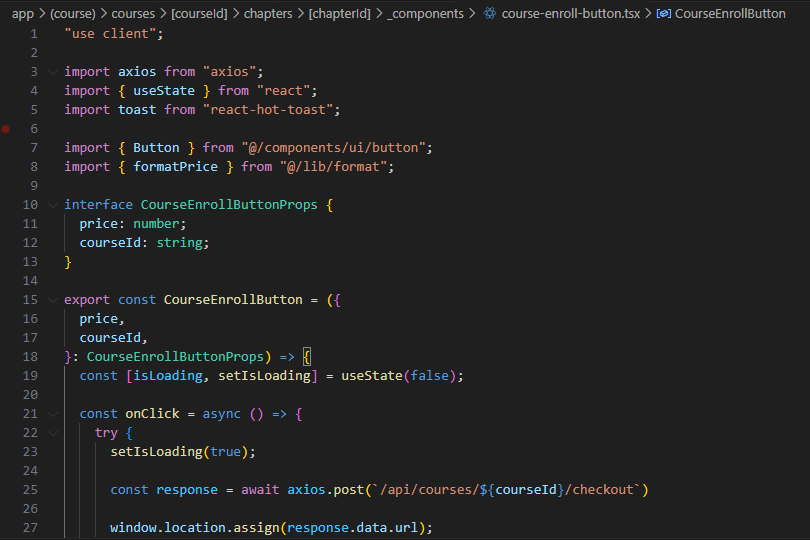 app > (course) > courses > [courseId] > chapters > [chapterId] > _components > course-enroll-button.tsx > CourseEnrollButton
1 "use client";
2
3 import axios from "axios";
4 import { useState } from "react";
5 import toast from "react-hot-toast";
6
7 import { Button } from "@/components/ui/button";
8 import { formatPrice } from "@/lib/format";
9
10 interface CourseEnrollButtonProps {
11   price: number;
12   courseId: string;
13 }
14
15 export const CourseEnrollButton = ({
16   price,
17   courseId,
18 }: CourseEnrollButtonProps) => {
19   const [isLoading, setIsLoading] = useState(false);
20
21   const onClick = async () => {
22     try {
23       setIsLoading(true);
24
25       const response = await axios.post(`/api/courses/${courseId}/checkout`)
26
27       window.location.assign(response.data.url);